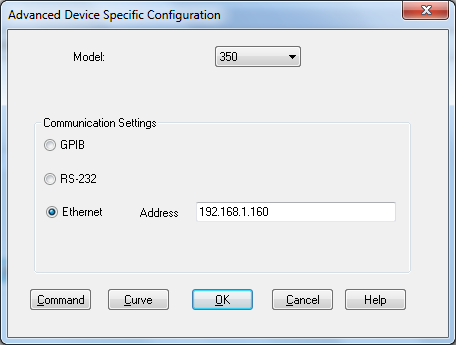 Advanced Device Specific Configuration
Model: 350
Communication Settings
GPIB
RS-232
Ethernet Address 192.168.1.160
Command Curve OK Cancel Help